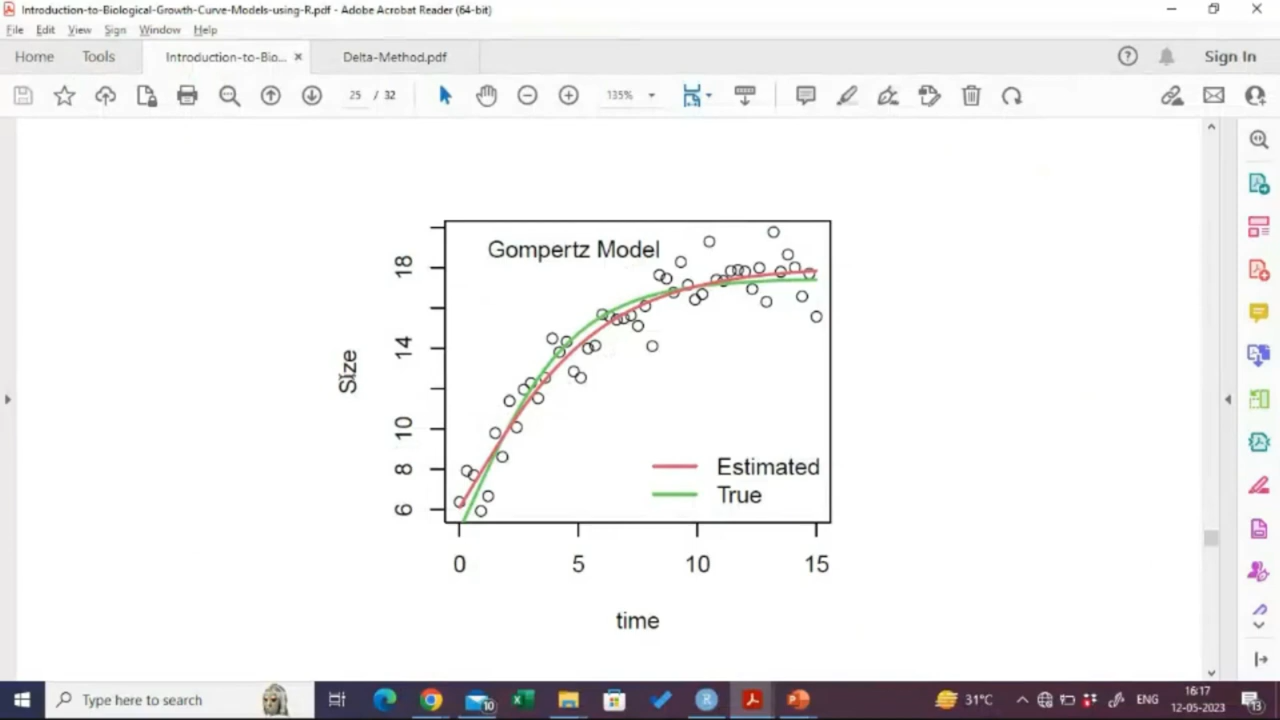 Introduction-to-Biological-Growth-Curve-Models-using-R.pdf - Adobe Acrobat Reader (64-bit)
File Edit View Sign Window Help
Home Tools Introduction-to-Bio... × Delta-Method.pdf Sign In
25 / 32 135%
Gompertz Model
18
14
10
8
6
Size
Estimated
True
0 5 10 15
time
Type here to search
10
31°C
ENG
16:17
12-05-2023
13